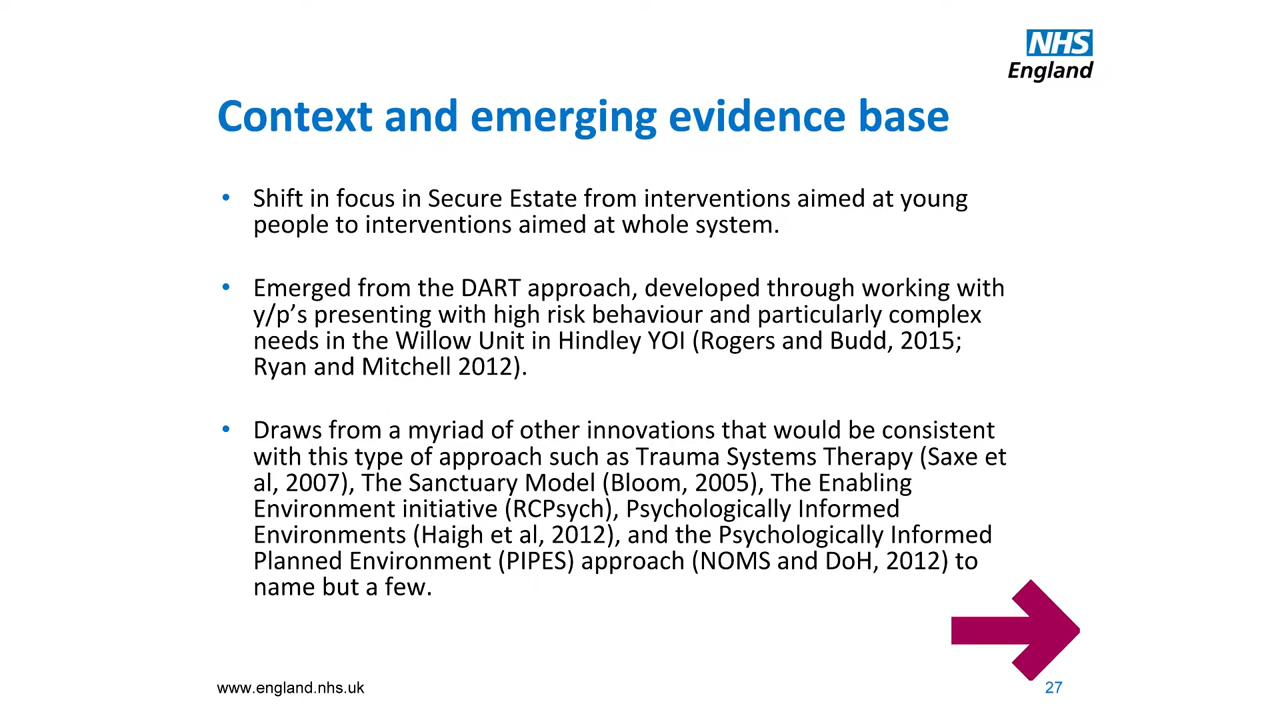 NHS
England
Context and emerging evidence base
• Shift in focus in Secure Estate from interventions aimed at young
people to interventions aimed at whole system.
• Emerged from the DART approach, developed through working with
y/p’s presenting with high risk behaviour and particularly complex
needs in the Willow Unit in Hindley YOI (Rogers and Budd, 2015;
Ryan and Mitchell 2012).
• Draws from a myriad of other innovations that would be consistent
with this type of approach such as Trauma Systems Therapy (Saxe et
al, 2007), The Sanctuary Model (Bloom, 2005), The Enabling
Environment initiative (RCPsych), Psychologically Informed
Environments (Haigh et al, 2012), and the Psychologically Informed
Planned Environment (PIPES) approach (NOMS and DoH, 2012) to
name but a few.
www.england.nhs.uk
27